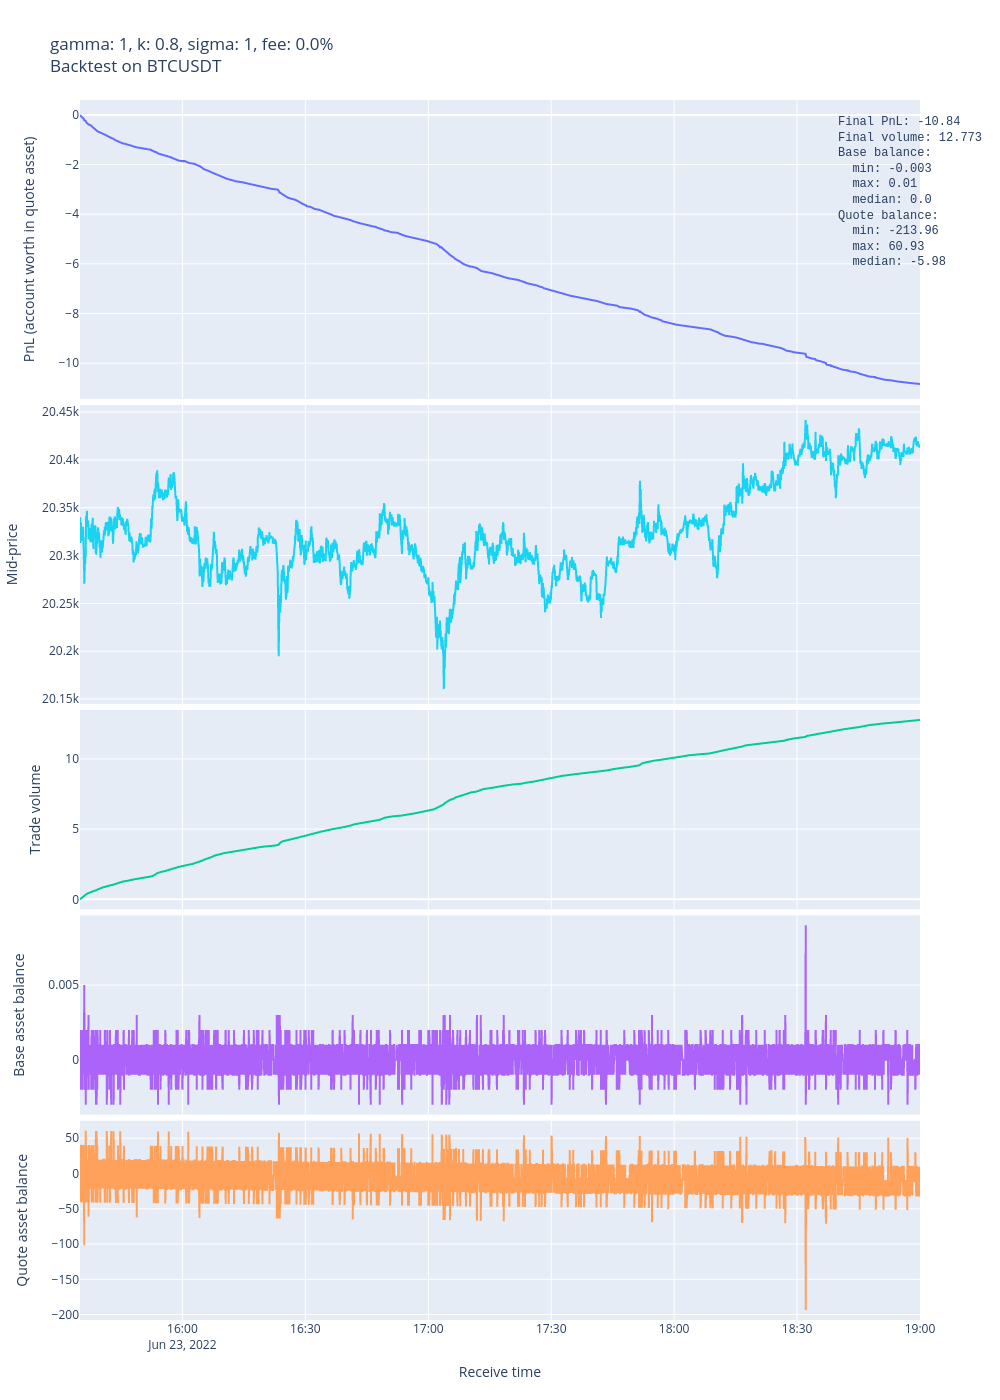 gamma: 1, k: 0.8, sigma: 1, fee: 0.0%
Backtest on BTCUSDT
PnL (account worth in quote asset)
0
−2
−4
−6
−8
−10
Final PnL: -10.84
Final volume: 12.773
Base balance:
min: -0.003
max: 0.01
median: 0.0
Quote balance:
min: -213.96
max: 60.93
median: -5.98
Mid-price
20.45k
20.4k
20.35k
20.3k
20.25k
20.2k
20.15k
Trade volume
10
5
0
Base asset balance
0.005
0
Quote asset balance
50
0
−50
−100
−150
−200
16:00 16:30 17:00 17:30 18:00 18:30 19:00
Jun 23, 2022
Receive time